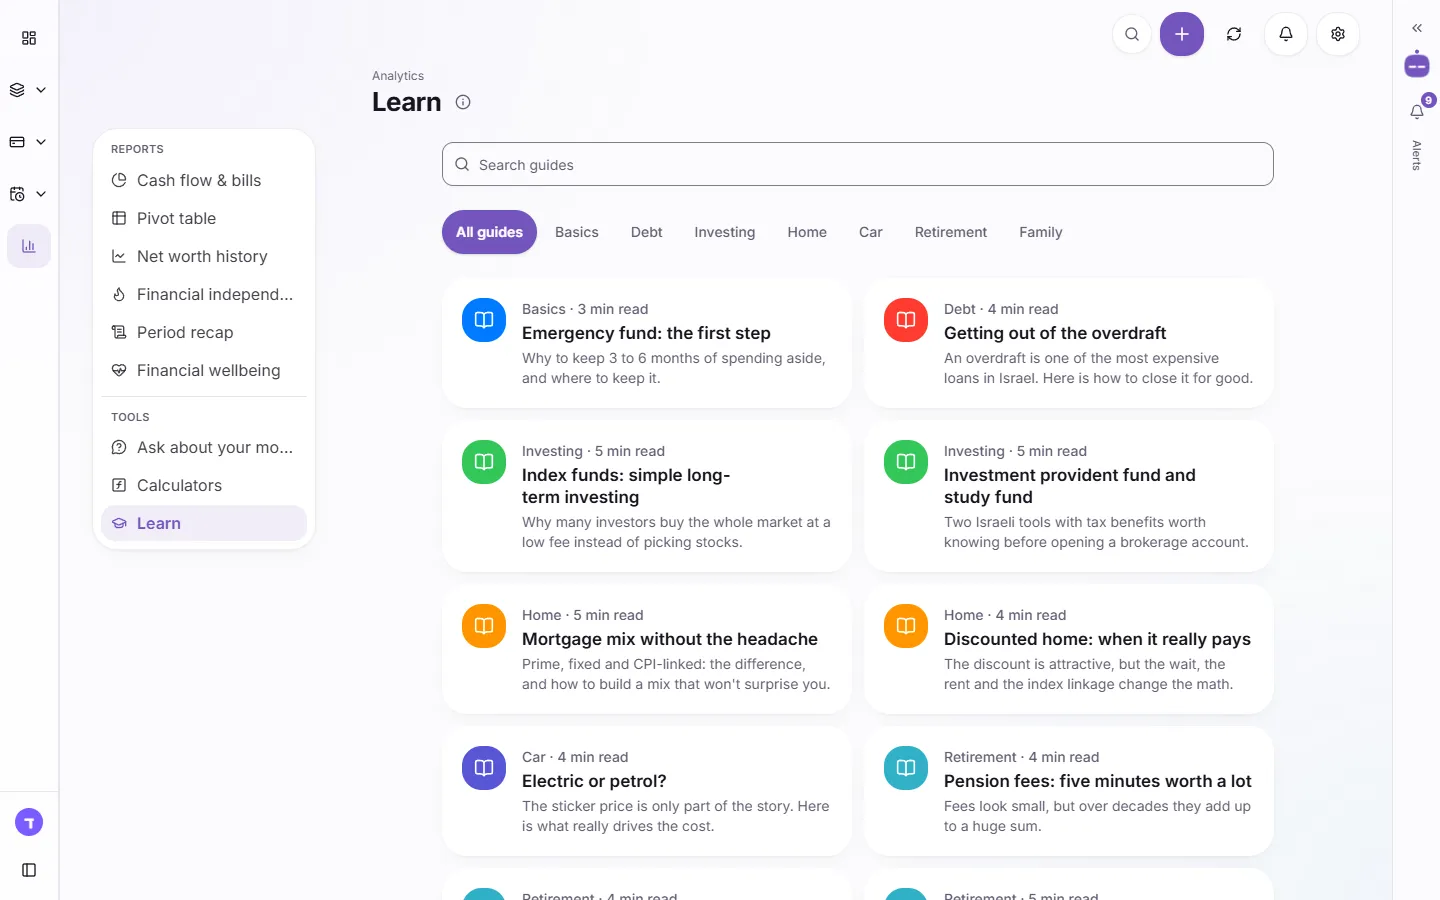 Analytics
Learn
9
Alerts
REPORTS
Cash flow & bills
Pivot table
Net worth history
Financial independ...
Period recap
Financial wellbeing
TOOLS
Ask about your mo...
Calculators
Learn
Search guides
All guides
Basics
Debt
Investing
Home
Car
Retirement
Family
Basics · 3 min read
Emergency fund: the first step
Why to keep 3 to 6 months of spending aside,
and where to keep it.
Debt · 4 min read
Getting out of the overdraft
An overdraft is one of the most expensive
loans in Israel. Here is how to close it for good.
Investing · 5 min read
Index funds: simple long-
term investing
Why many investors buy the whole market at a
low fee instead of picking stocks.
Investing · 5 min read
Investment provident fund and
study fund
Two Israeli tools with tax benefits worth
knowing before opening a brokerage account.
Home · 5 min read
Mortgage mix without the headache
Prime, fixed and CPI-linked: the difference,
and how to build a mix that won't surprise you.
Home · 4 min read
Discounted home: when it really pays
The discount is attractive, but the wait, the
rent and the index linkage change the math.
Car · 4 min read
Electric or petrol?
The sticker price is only part of the story. Here
is what really drives the cost.
Retirement · 4 min read
Pension fees: five minutes worth a lot
Fees look small, but over decades they add up
to a huge sum.
Retirement · 4 min read
Retirement · 5 min read